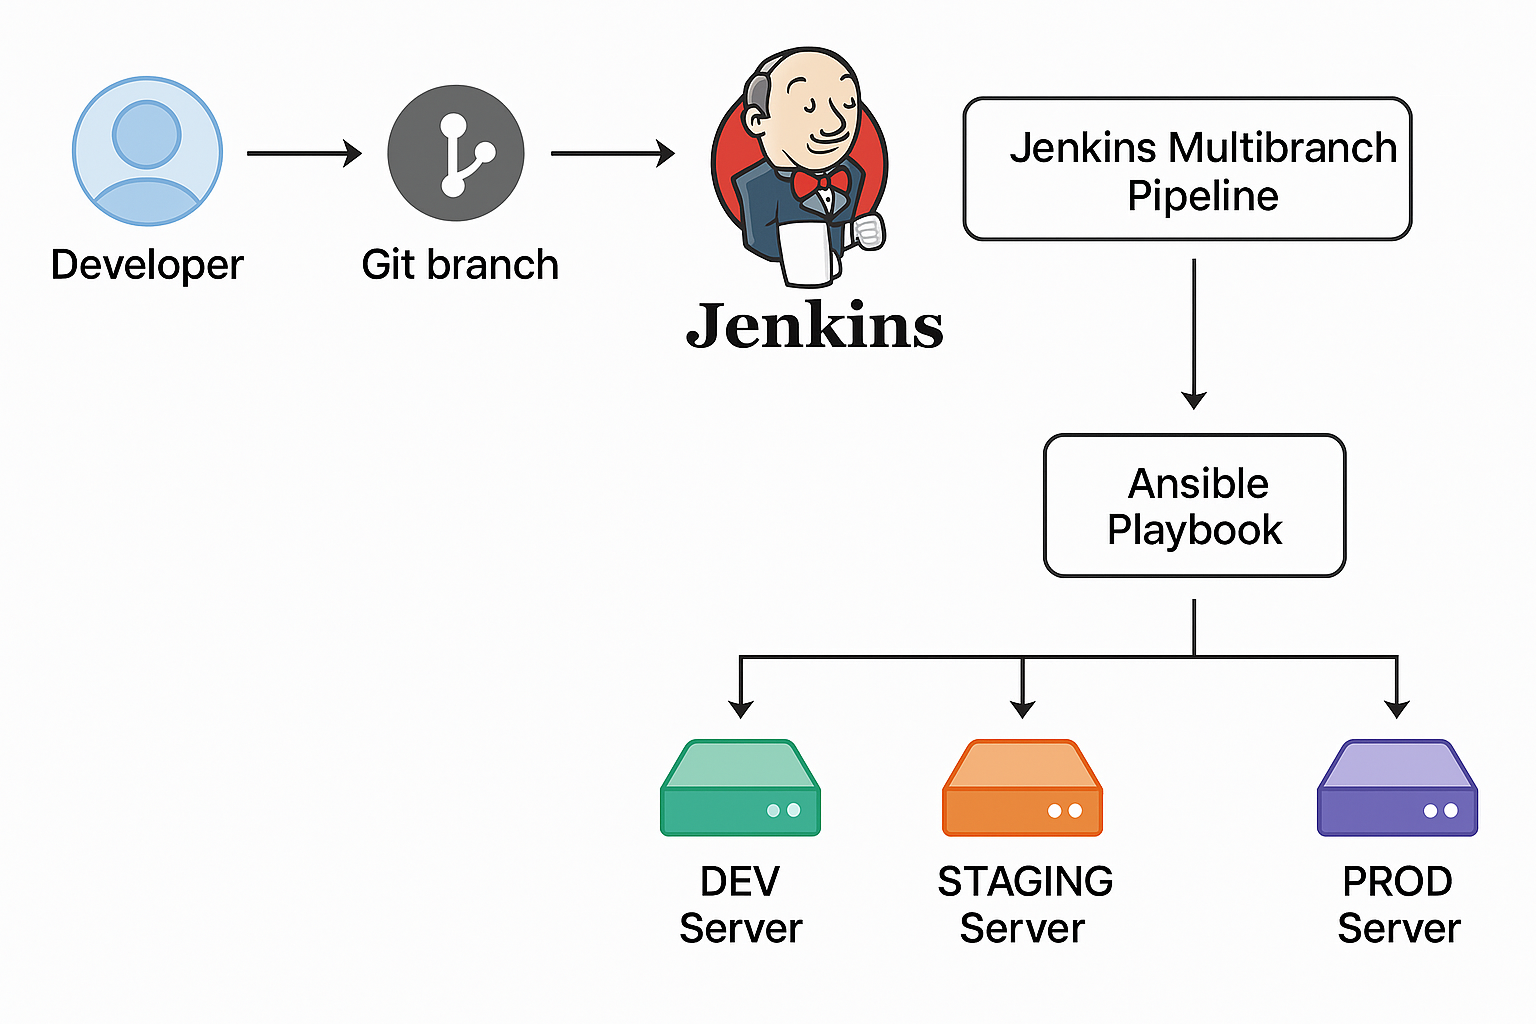 Developer
Git branch
Jenkins
Jenkins Multibranch
Pipeline
Ansible
Playbook
DEV
Server
STAGING
Server
PROD
Server